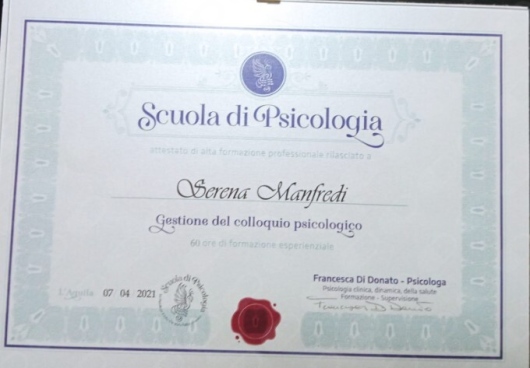 Scuola di Psicologia
attestato di alta formazione professionale rilasciato a
Serena Manfredi
Gestione del colloquio psicologico
60 ore di formazione esperienziale
Francesca Di Donato - Psicologa
Psicologia clinica, dinamica, della salute
Formazione - Supervisione
L'Aquila 07 04 2021
Scuola di Psicologia